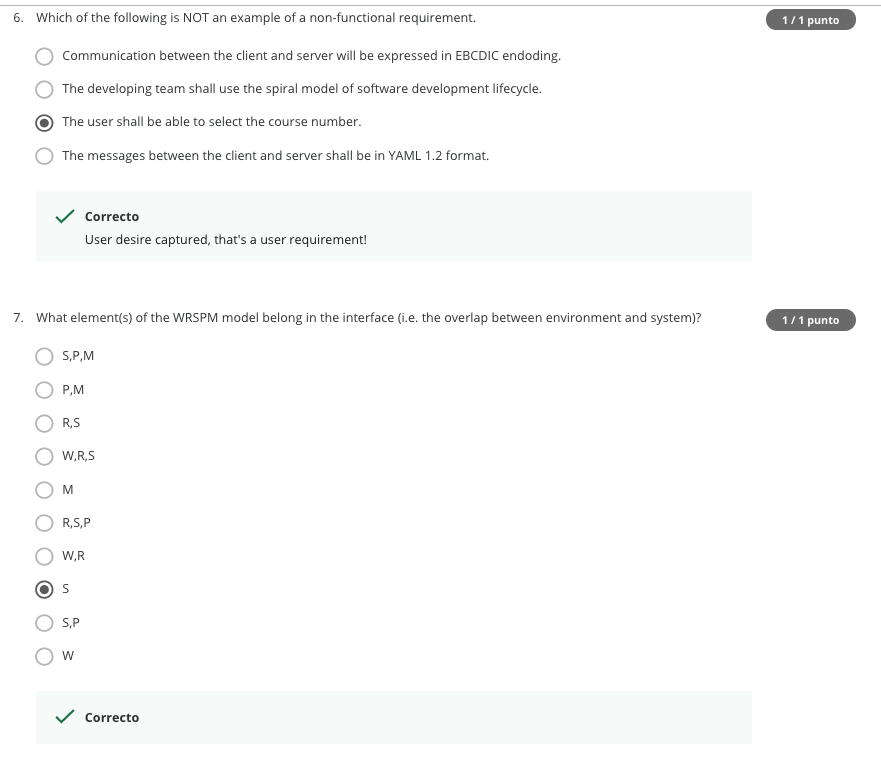 6. Which of the following is NOT an example of a non-functional requirement.
1 / 1 punto
Communication between the client and server will be expressed in EBCDIC endoding.
The developing team shall use the spiral model of software development lifecycle.
The user shall be able to select the course number.
The messages between the client and server shall be in YAML 1.2 format.
Correcto
User desire captured, that's a user requirement!
7. What element(s) of the WRSPM model belong in the interface (i.e. the overlap between environment and system)?
1 / 1 punto
S,P,M
P,M
R,S
W,R,S
M
R,S,P
W,R
S
S,P
W
Correcto